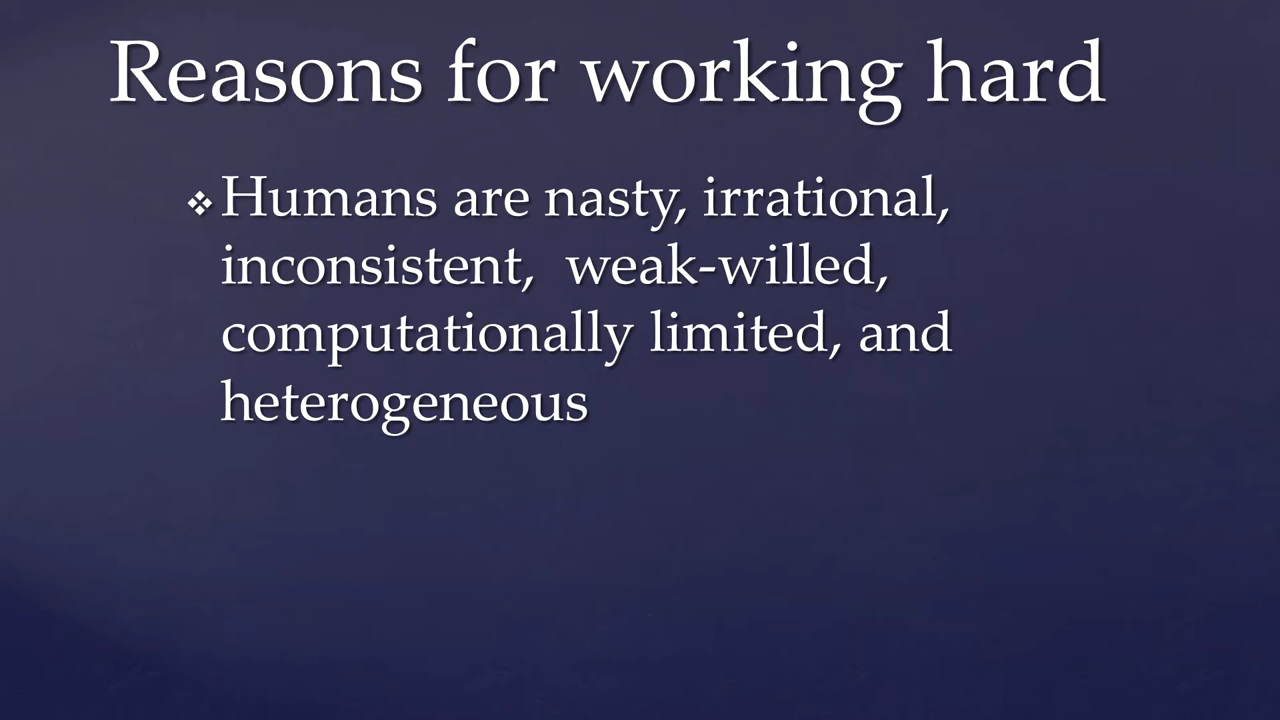 Reasons for working hard
❖ Humans are nasty, irrational,
inconsistent,  weak-willed,
computationally limited, and
heterogeneous